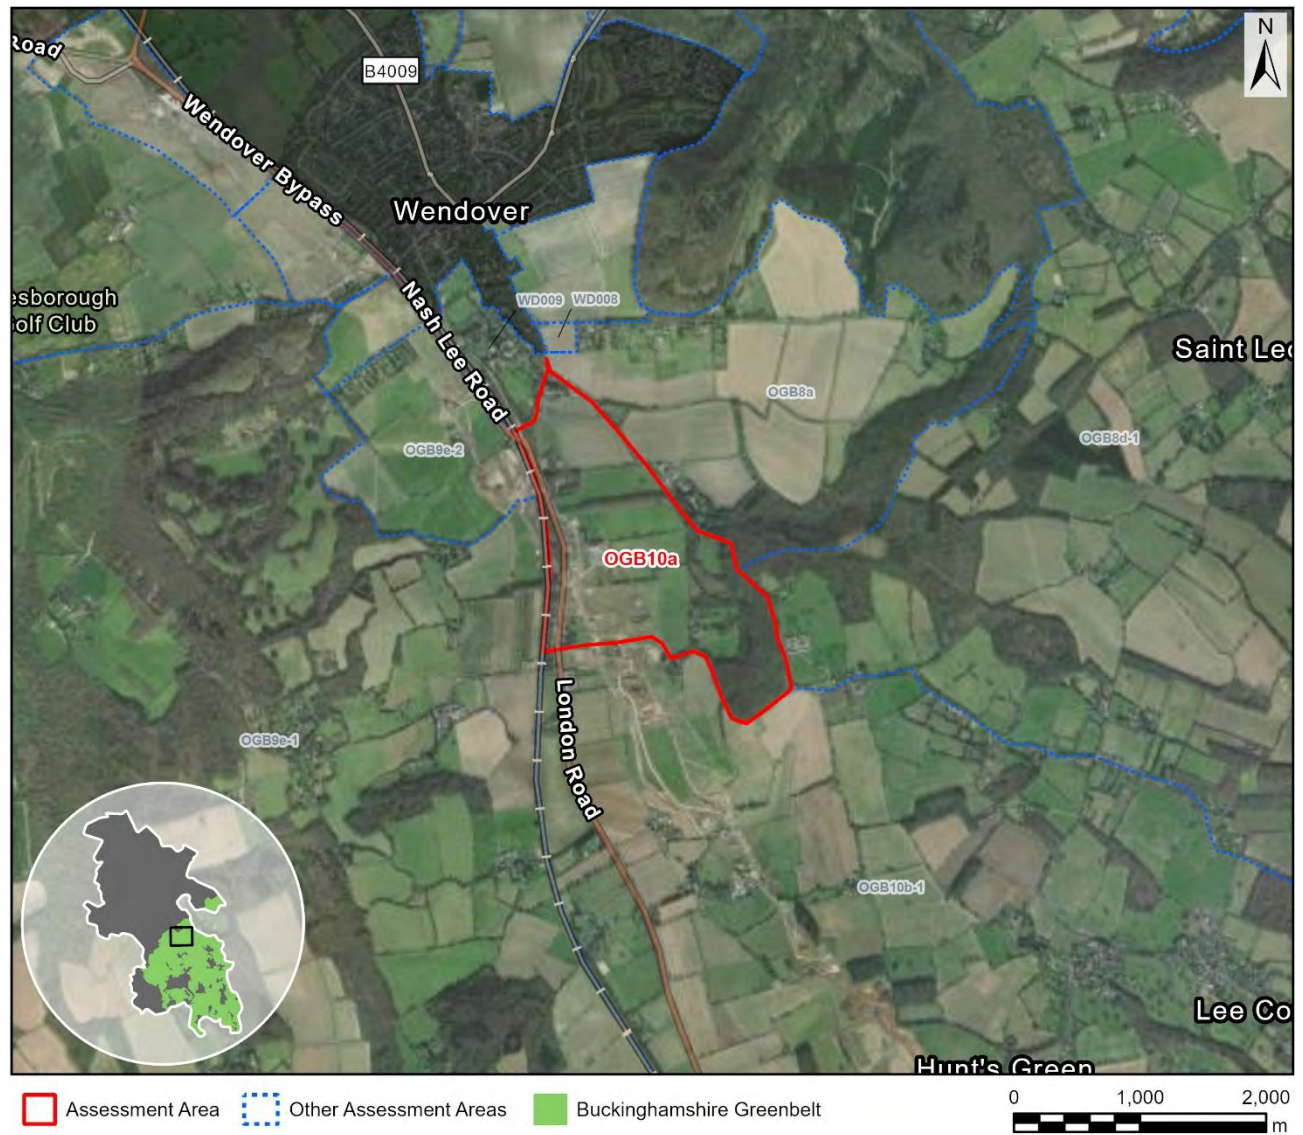 Road
N
B4009
Wendover Bypass
Wendover
esborough
olf Club
WD009
WD008
Nash Lee Road
Saint Leo
OGB8a
OGB8d-1
OGB9e-2
OGB10a
London Road
OGB9e-1
OGB10b-1
Lee Co
Hunt's Green
Assessment Area
Other Assessment Areas
Buckinghamshire Greenbelt
0 1,000 2,000
m